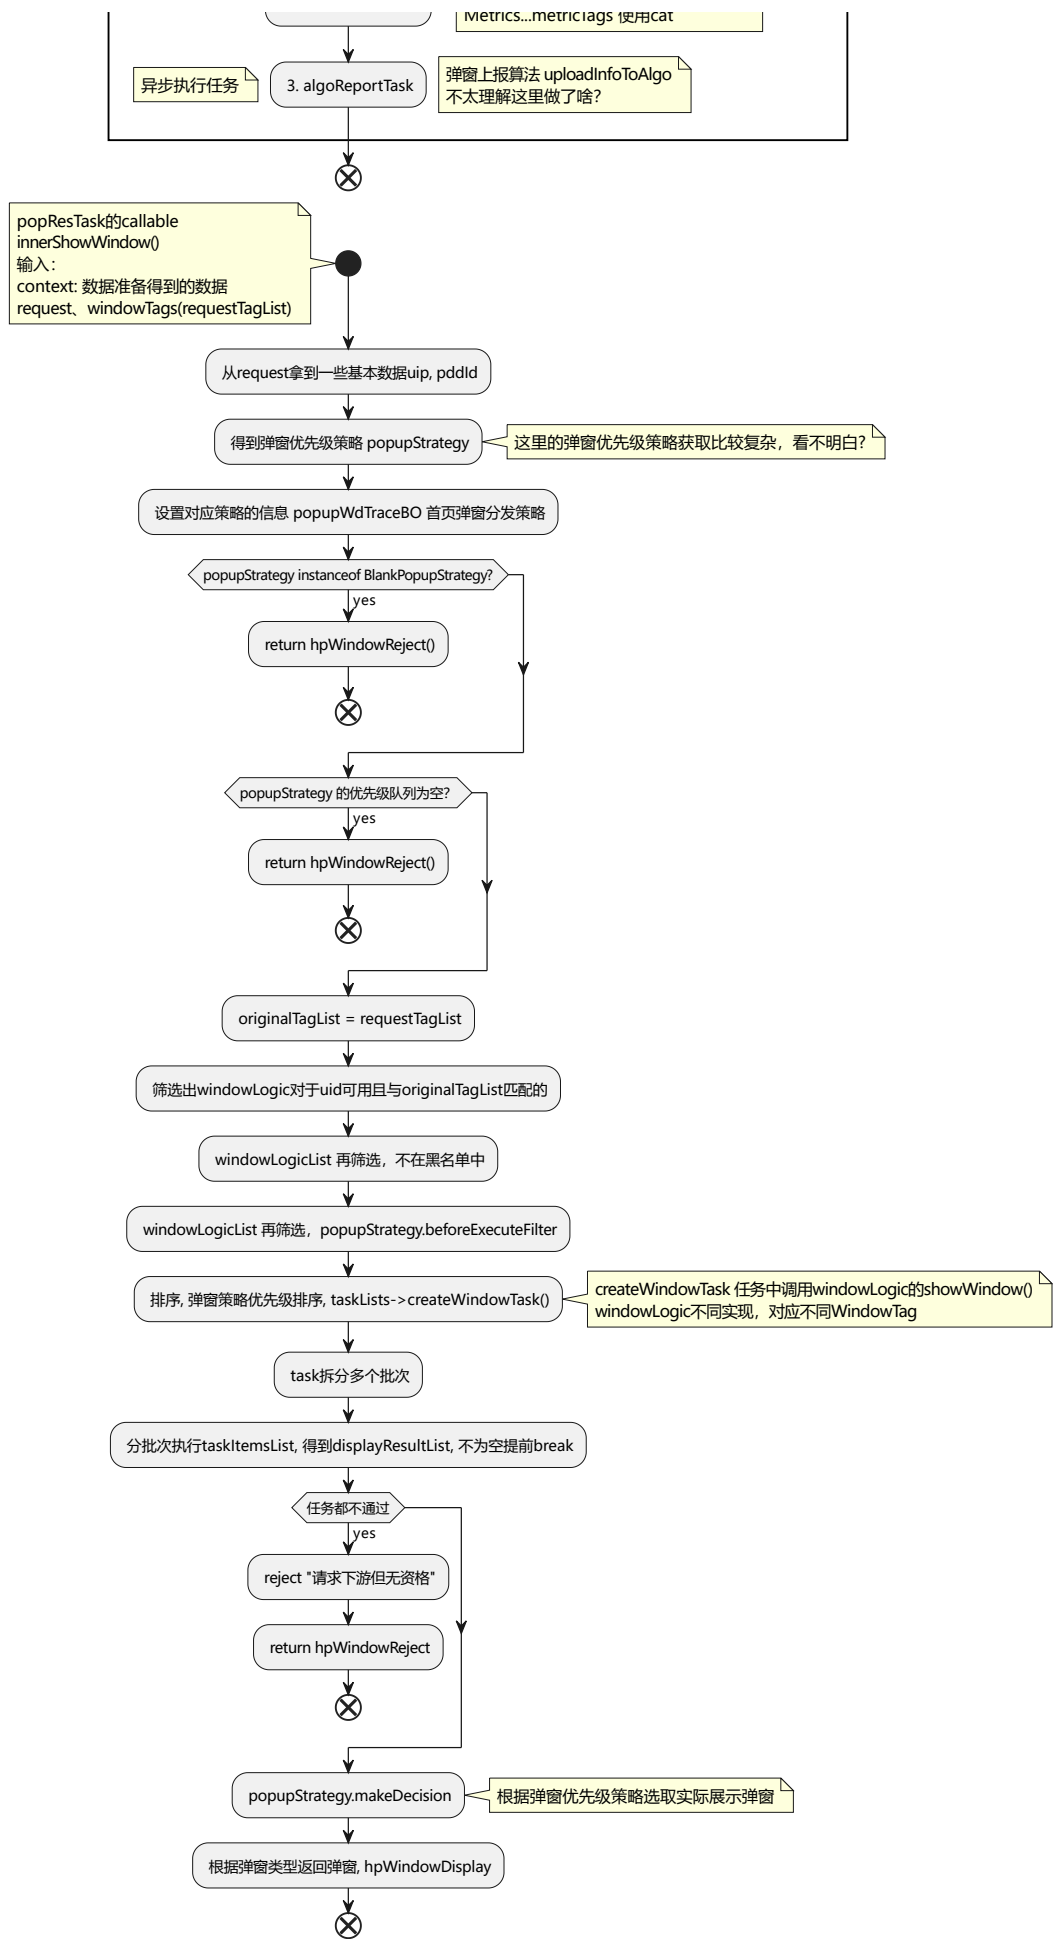 Metrics...metricTags 使用cat
异步执行任务
3. algoReportTask
弹窗上报算法 uploadInfoToAlgo
不太理解这里做了啥?
popResTask的callable
innerShowWindow()
输入：
context: 数据准备得到的数据
request、windowTags(requestTagList)
从request拿到一些基本数据uip, pddId
得到弹窗优先级策略 popupStrategy
这里的弹窗优先级策略获取比较复杂，看不明白?
设置对应策略的信息 popupWdTraceBO 首页弹窗分发策略
popupStrategy instanceof BlankPopupStrategy?
yes
return hpWindowReject()
popupStrategy 的优先级队列为空?
yes
return hpWindowReject()
originalTagList = requestTagList
筛选出windowLogic对于uid可用且与originalTagList匹配的
windowLogicList 再筛选，不在黑名单中
windowLogicList 再筛选，popupStrategy.beforeExecuteFilter
排序, 弹窗策略优先级排序, taskLists->createWindowTask()
createWindowTask 任务中调用windowLogic的showWindow()
windowLogic不同实现，对应不同WindowTag
task拆分多个批次
分批次执行taskItemsList, 得到displayResultList, 不为空提前break
任务都不通过
yes
reject "请求下游但无资格"
return hpWindowReject
popupStrategy.makeDecision
根据弹窗优先级策略选取实际展示弹窗
根据弹窗类型返回弹窗, hpWindowDisplay